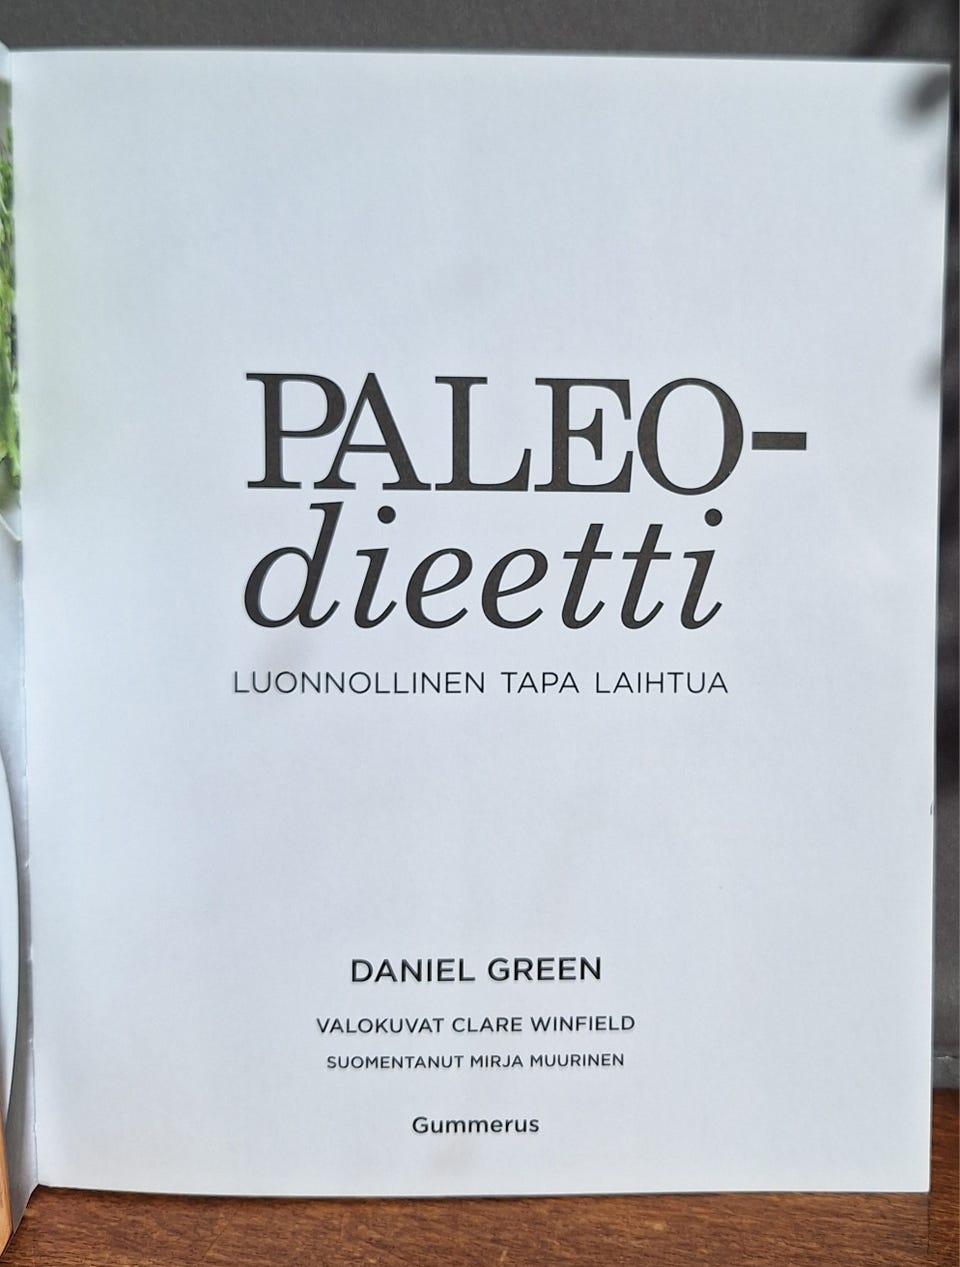 PALEO-
dieetti
LUONNOLLINEN TAPA LAIHTUA
DANIEL GREEN
VALOKUVAT CLARE WINFIELD
SUOMENTANUT MIRJA MUURINEN
Gummerus